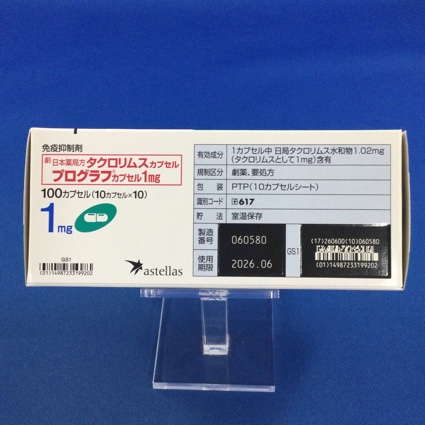 免疫抑制剤
劇 日本薬局方 タクロリムスカプセル
プログラフ®カプセル1mg
100カプセル(10カプセル×10)
1mg
GS1
(01)14987233199202
astellas
有効成分 1カプセル中 日局タクロリムス水和物1.02mg
(タクロリムスとして1mg)含有
規制区分 劇薬、要処方
包 装 PTP(10カプセルシート)
識別コード 617
貯 法 室温保存
製造番号 060580
使用期限 2026.06
GS1
(17)260600(10)060580
(01)14987233199202